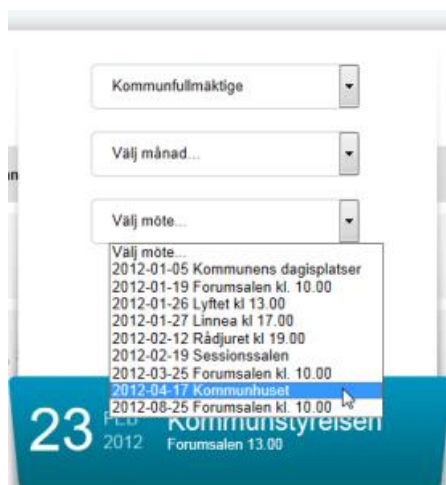 Kommunfullmäktige
Välj månad...
Välj möte...
Välj möte...
2012-01-05 Kommunens dagisplatser
2012-01-19 Forumsalen kl. 10.00
2012-01-26 Lyftet kl 13.00
2012-01-27 Linnea kl 17.00
2012-02-12 Rådjuret kl 19.00
2012-02-19 Sessionssalen
2012-03-25 Forumsalen kl. 10.00
2012-04-17 Kommunhuset
2012-08-25 Forumsalen kl. 10.00
23 FEB Kommunstyrelsen
2012 Forumsalen 13.00